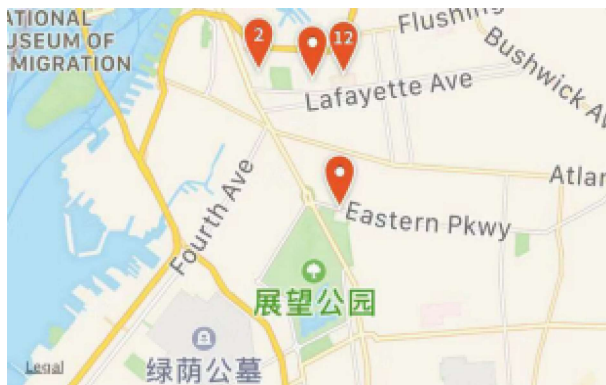 ATIONAL
USEUM OF
MIGRATION
2
12
Flushing
Bushwick Av
Lafayette Ave
Atlan
Fourth Ave
Eastern Pkwy
展望公园
绿荫公墓
Legal